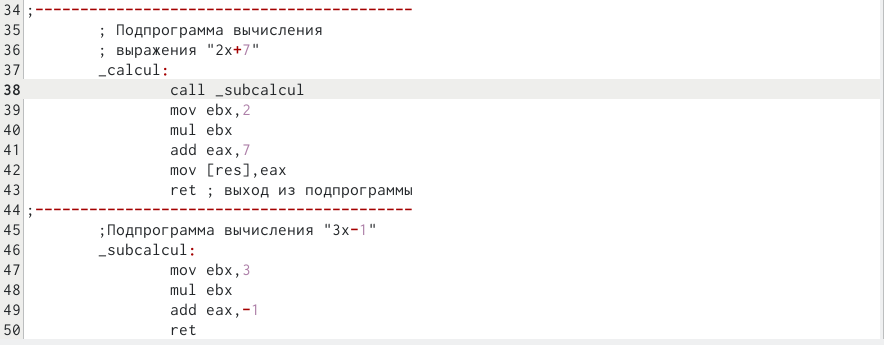 34 ;------------------------------------------
35 ; Подпрограмма вычисления
36 ; выражения "2x+7"
37 _calcul:
38 call _subcalcul
39 mov ebx,2
40 mul ebx
41 add eax,7
42 mov [res],eax
43 ret ; выход из подпрограммы
44 ;------------------------------------------
45 ;Подпрограмма вычисления "3x-1"
46 _subcalcul:
47 mov ebx,3
48 mul ebx
49 add eax,-1
50 ret